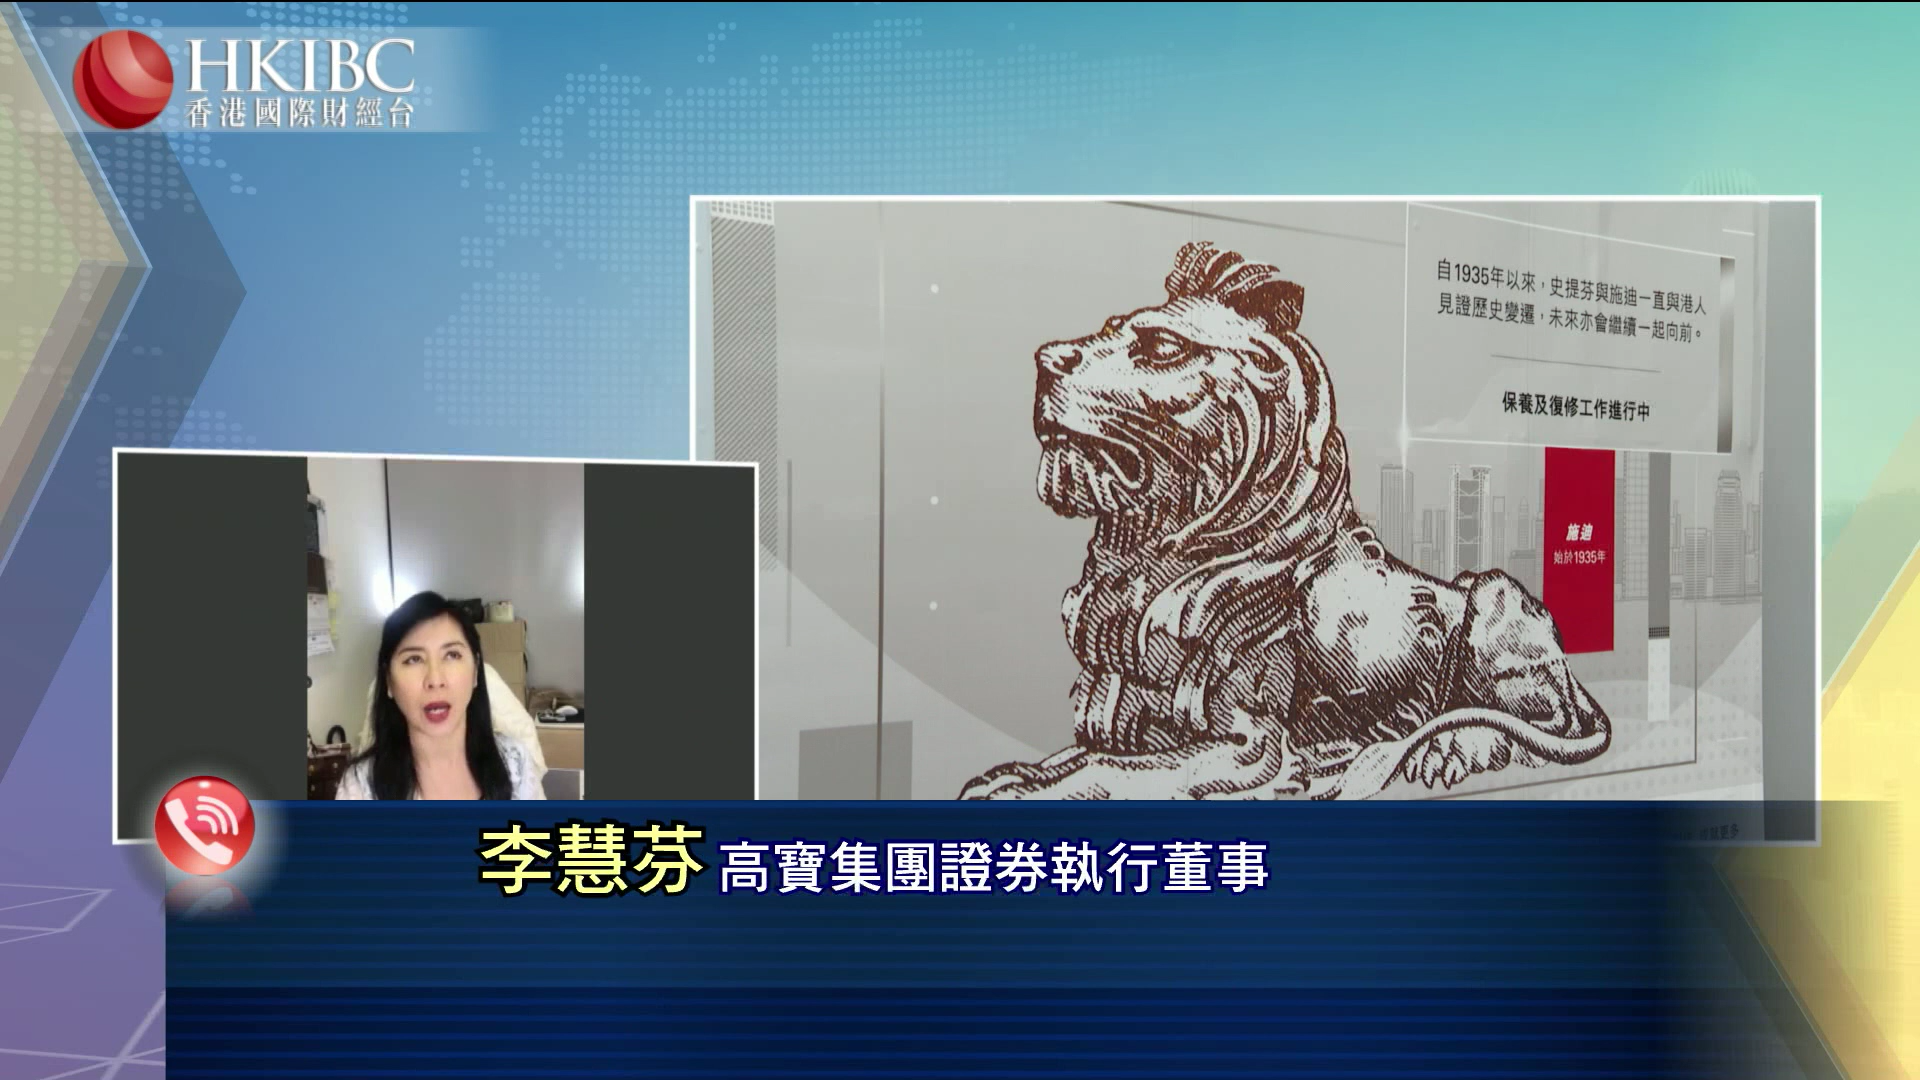 HKIBC
香港國際財經台
自1935年以來，史提芬與施迪一直與港人
見證歷史變遷，未來亦會繼續一起向前。
保養及復修工作進行中
施迪
始於1935年
李慧芬 高寶集團證券執行董事